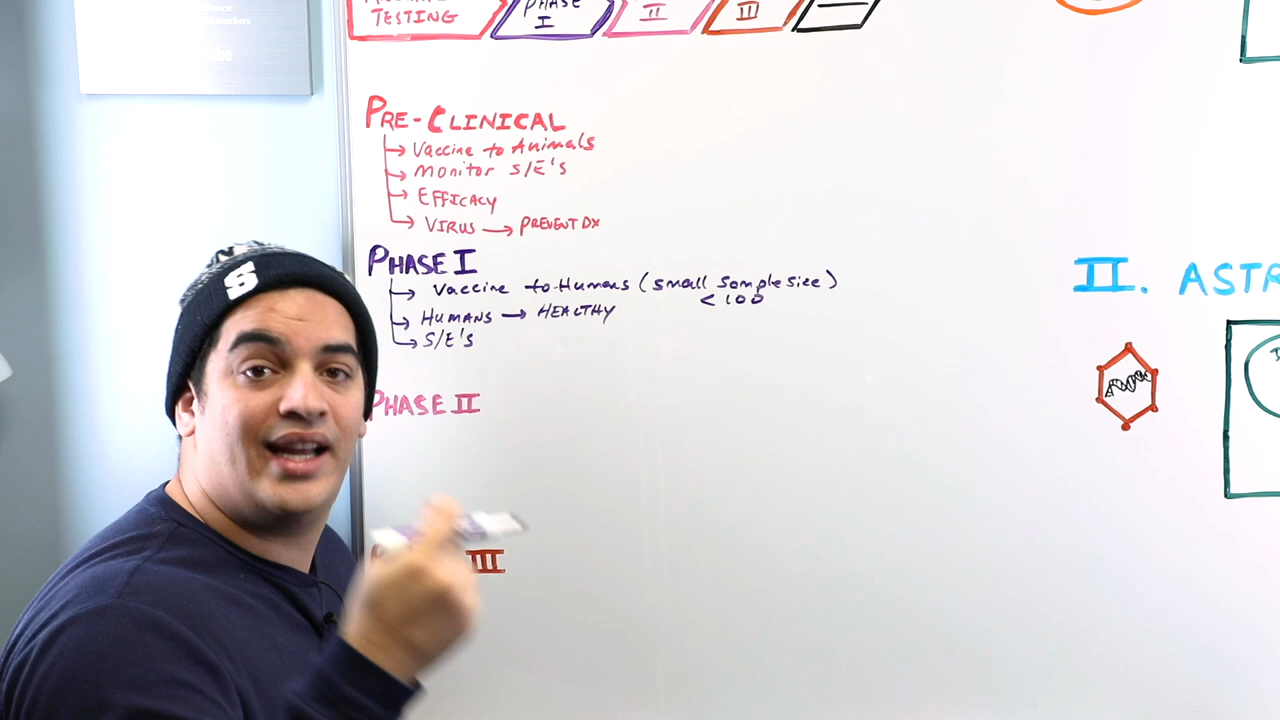 TESTING
PHASE
I
II
III
PRE-CLINICAL
Vaccine to Animals
Monitor S/E's
EFFICACY
VIRUS → PREVENT DX
PHASE I
Vaccine to Humans (small sample size)
< 100
HUMANS → HEALTHY
S/E's
PHASE II
III
II. ASTR
S